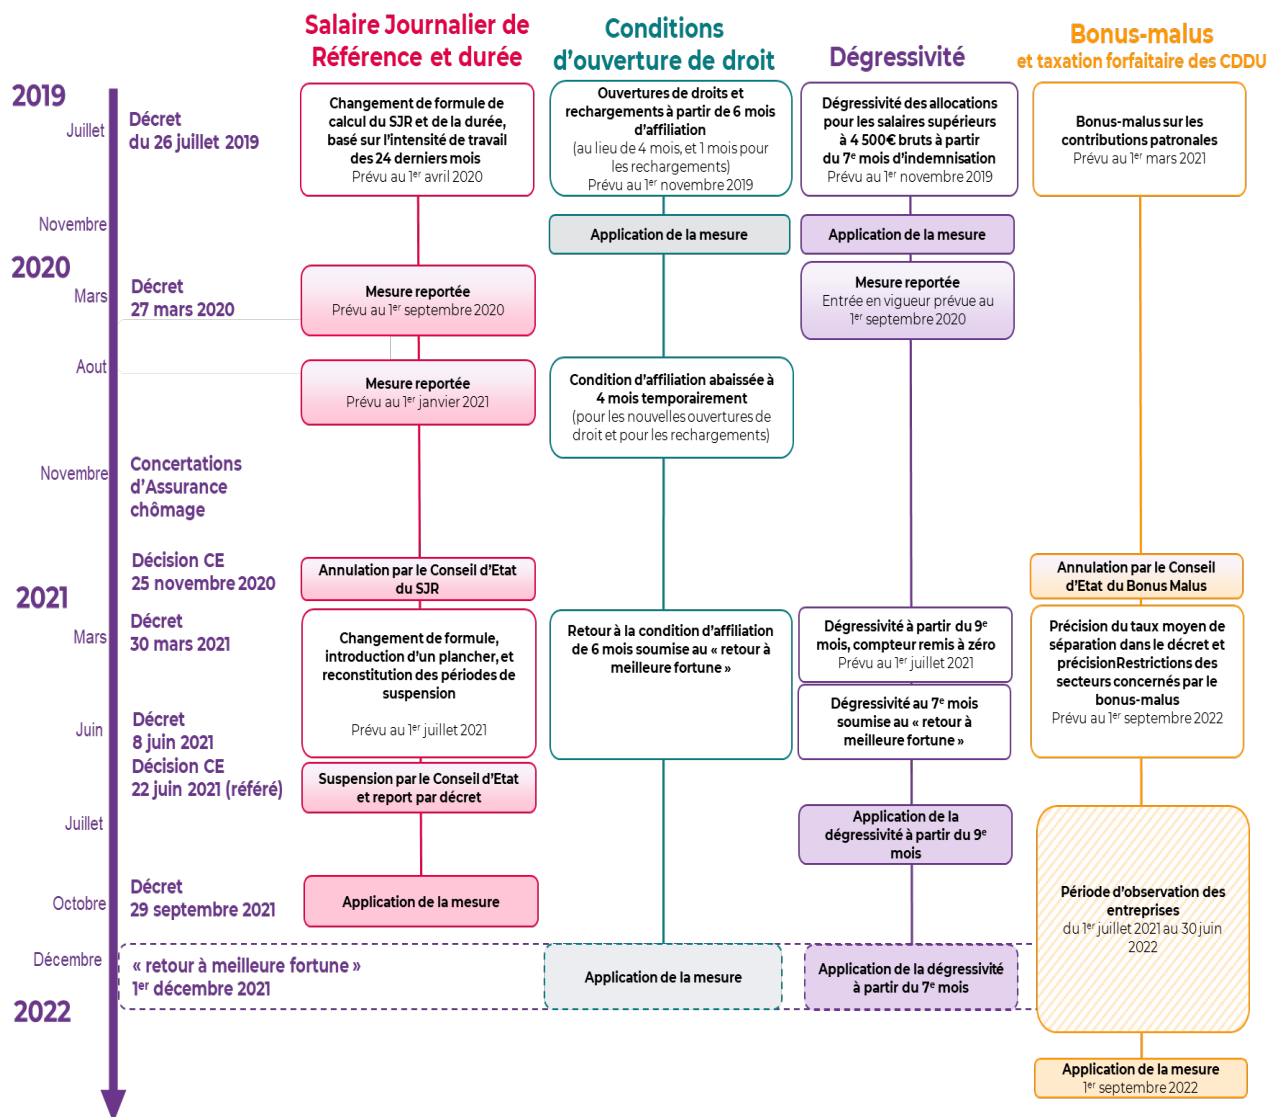 Salaire Journalier de
Référence et durée
Conditions
d’ouverture de droit
Dégressivité
Bonus-malus
et taxation forfaitaire des CDDU
2019
Juillet
Décret
du 26 juillet 2019
Changement de formule de
calcul du SJR et de la durée,
basé sur l’intensité de travail
des 24 derniers mois
Prévu au 1er avril 2020
Ouvertures de droits et
rechargements à partir de 6 mois
d’affiliation
(au lieu de 4 mois, et 1 mois pour
les rechargements)
Prévu au 1er novembre 2019
Dégressivité des allocations
pour les salaires supérieurs
à 4 500€ bruts à partir
du 7e mois d’indemnisation
Prévu au 1er novembre 2019
Bonus-malus sur les
contributions patronales
Prévu au 1er mars 2021
Novembre
Application de la mesure
Application de la mesure
2020
Mars
Décret
27 mars 2020
Mesure reportée
Prévu au 1er septembre 2020
Mesure reportée
Entrée en vigueur prévue au
1er septembre 2020
Aout
Mesure reportée
Prévu au 1er janvier 2021
Condition d’affiliation abaissée à
4 mois temporairement
(pour les nouvelles ouvertures de
droit et pour les rechargements)
Novembre
Concertations
d’Assurance
chômage
Décision CE
25 novembre 2020
Annulation par le Conseil d’Etat
du SJR
Annulation par le Conseil
d’Etat du Bonus Malus
2021
Mars
Décret
30 mars 2021
Changement de formule,
introduction d’un plancher, et
reconstitution des périodes de
suspension
Prévu au 1er juillet 2021
Retour à la condition d’affiliation
de 6 mois soumise au « retour à
meilleure fortune »
Dégressivité à partir du 9e
mois, compteur remis à zéro
Prévu au 1er juillet 2021
Dégressivité au 7e mois
soumise au « retour à
meilleure fortune »
Précision du taux moyen de
séparation dans le décret et
précisionRestrictions des
secteurs concernés par le
bonus-malus
Prévu au 1er septembre 2022
Juin
Décret
8 juin 2021
Décision CE
22 juin 2021 (référé)
Suspension par le Conseil d’Etat
et report par décret
Juillet
Application de la
dégressivité à partir du 9e
mois
Période d’observation des
entreprises
du 1er juillet 2021 au 30 juin
2022
Octobre
Décret
29 septembre 2021
Application de la mesure
Décembre
« retour à meilleure fortune »
1er décembre 2021
Application de la mesure
Application de la dégressivité
à partir du 7e mois
2022
Application de la mesure
1er septembre 2022